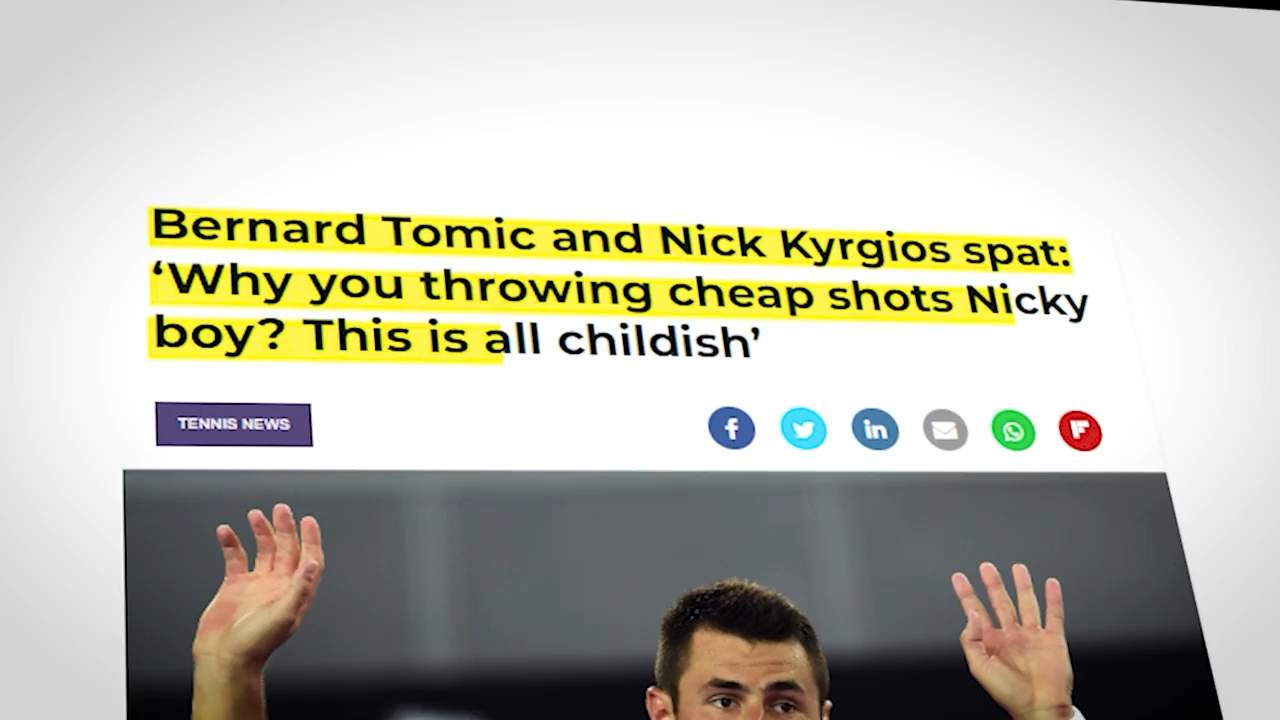 Bernard Tomic and Nick Kyrgios spat:
‘Why you throwing cheap shots Nicky
boy? This is all childish’
TENNIS NEWS